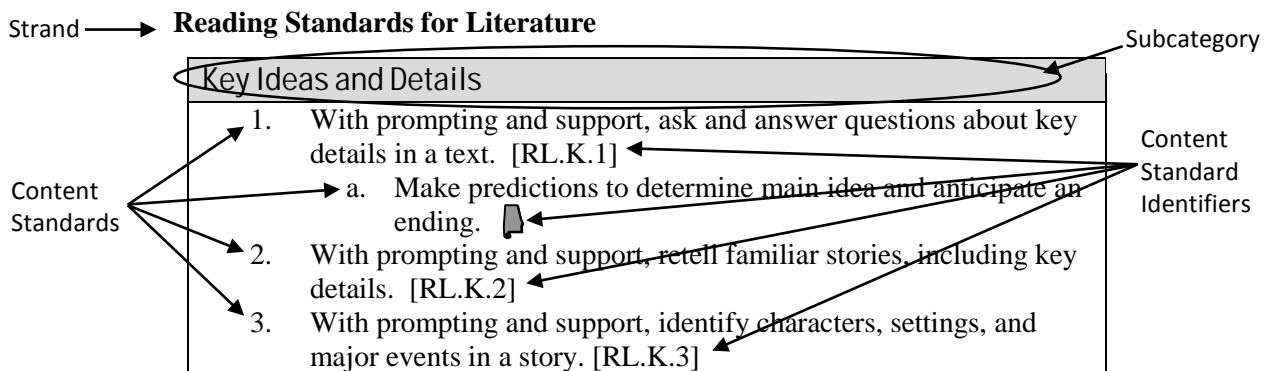 Strand
Reading Standards for Literature
Subcategory
Key Ideas and Details
1. With prompting and support, ask and answer questions about key
details in a text. [RL.K.1]
a. Make predictions to determine main idea and anticipate an
ending.
2. With prompting and support, retell familiar stories, including key
details. [RL.K.2]
3. With prompting and support, identify characters, settings, and
major events in a story. [RL.K.3]
Content
Standards
Content
Standard
Identifiers